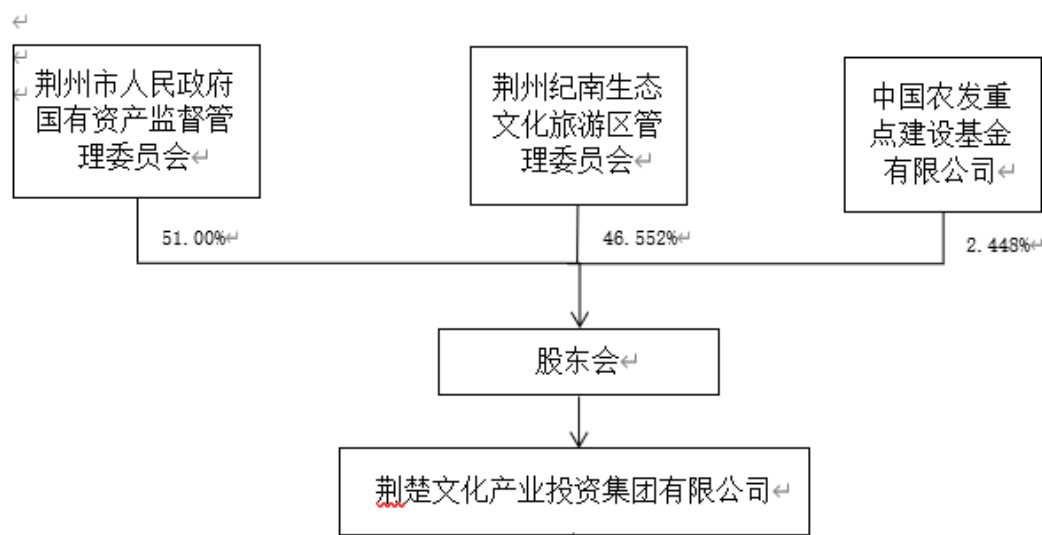 荆州市人民政府
国有资产监督管
理委员会
荆州纪南生态
文化旅游区管
理委员会
中国农发重
点建设基金
有限公司
51.00%
46.552%
2.448%
股东会
荆楚文化产业投资集团有限公司